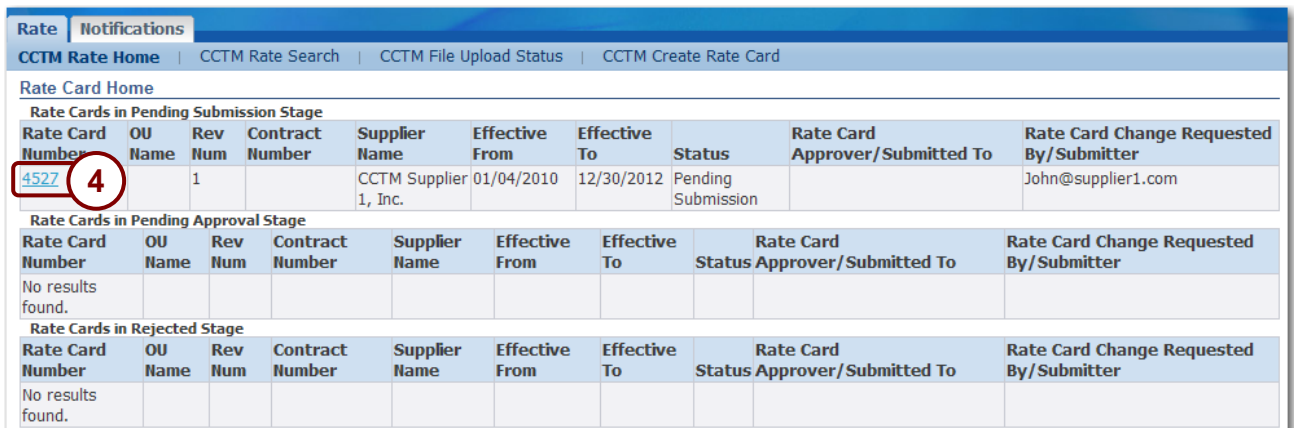 Rate Notifications
CCTM Rate Home | CCTM Rate Search | CCTM File Upload Status | CCTM Create Rate Card
Rate Card Home
Rate Cards in Pending Submission Stage
Rate Card OU Rev Contract Supplier Effective Effective Rate Card Rate Card Change Requested
Number Name Num Number Name From To Status Approver/Submitted To By/Submitter
4527 4 1 CCTM Supplier 01/04/2010 12/30/2012 Pending John@supplier1.com
1, Inc. Submission
Rate Cards in Pending Approval Stage
Rate Card OU Rev Contract Supplier Effective Effective Rate Card Rate Card Change Requested
Number Name Num Number Name From To Status Approver/Submitted To By/Submitter
No results
found.
Rate Cards in Rejected Stage
Rate Card OU Rev Contract Supplier Effective Effective Rate Card Rate Card Change Requested
Number Name Num Number Name From To Status Approver/Submitted To By/Submitter
No results
found.